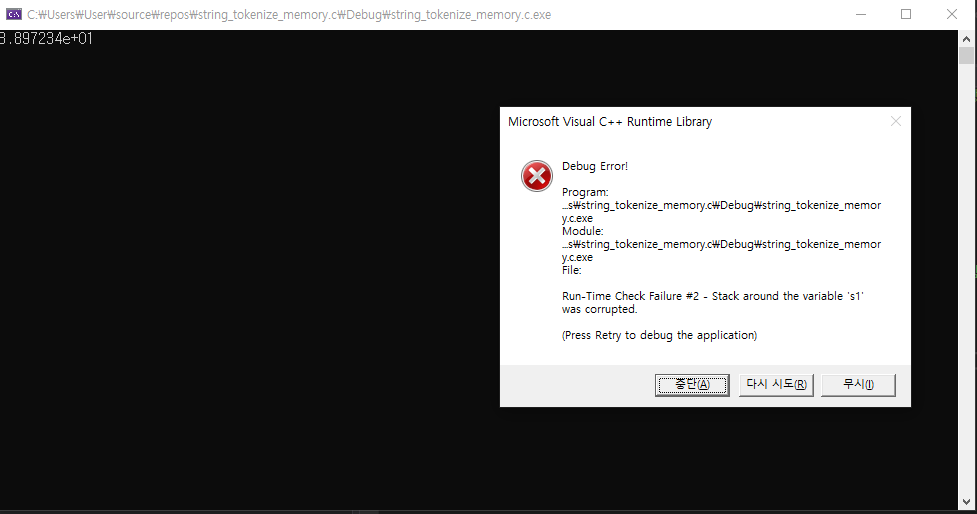 C:₩Users₩User₩source₩repos₩string_tokenize_memory.c₩Debug₩string_tokenize_memory.c.exe
3.897234e+01
Microsoft Visual C++ Runtime Library
Debug Error!
Program:
...s₩string_tokenize_memory.c₩Debug₩string_tokenize_memor
y.c.exe
Module:
...s₩string_tokenize_memory.c₩Debug₩string_tokenize_memor
y.c.exe
File:
Run-Time Check Failure #2 - Stack around the variable 's1'
was corrupted.
(Press Retry to debug the application)
중단(A)
다시 시도(R)
무시(I)